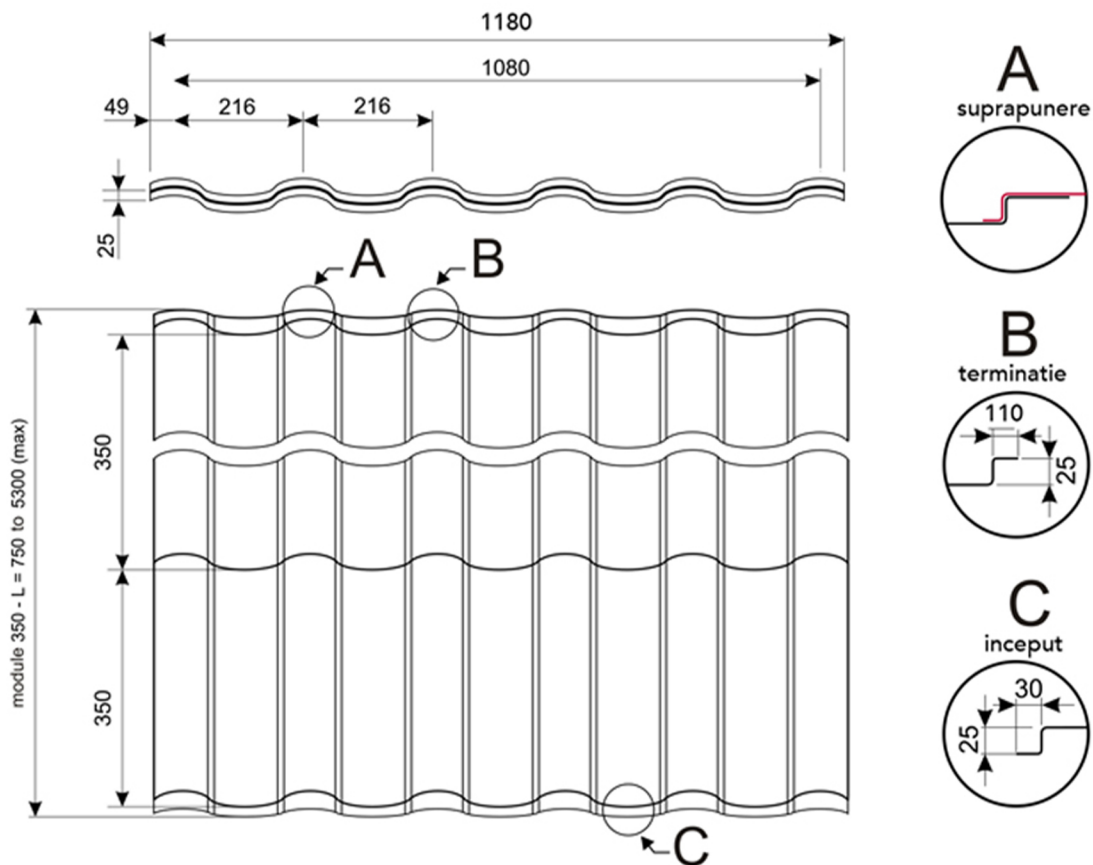 1180
1080
49
216
216
25
A
B
module 350 - L = 750 to 5300 (max)
350
350
C
A
suprapunere
B
terminatie
110
25
C
inceput
30
25